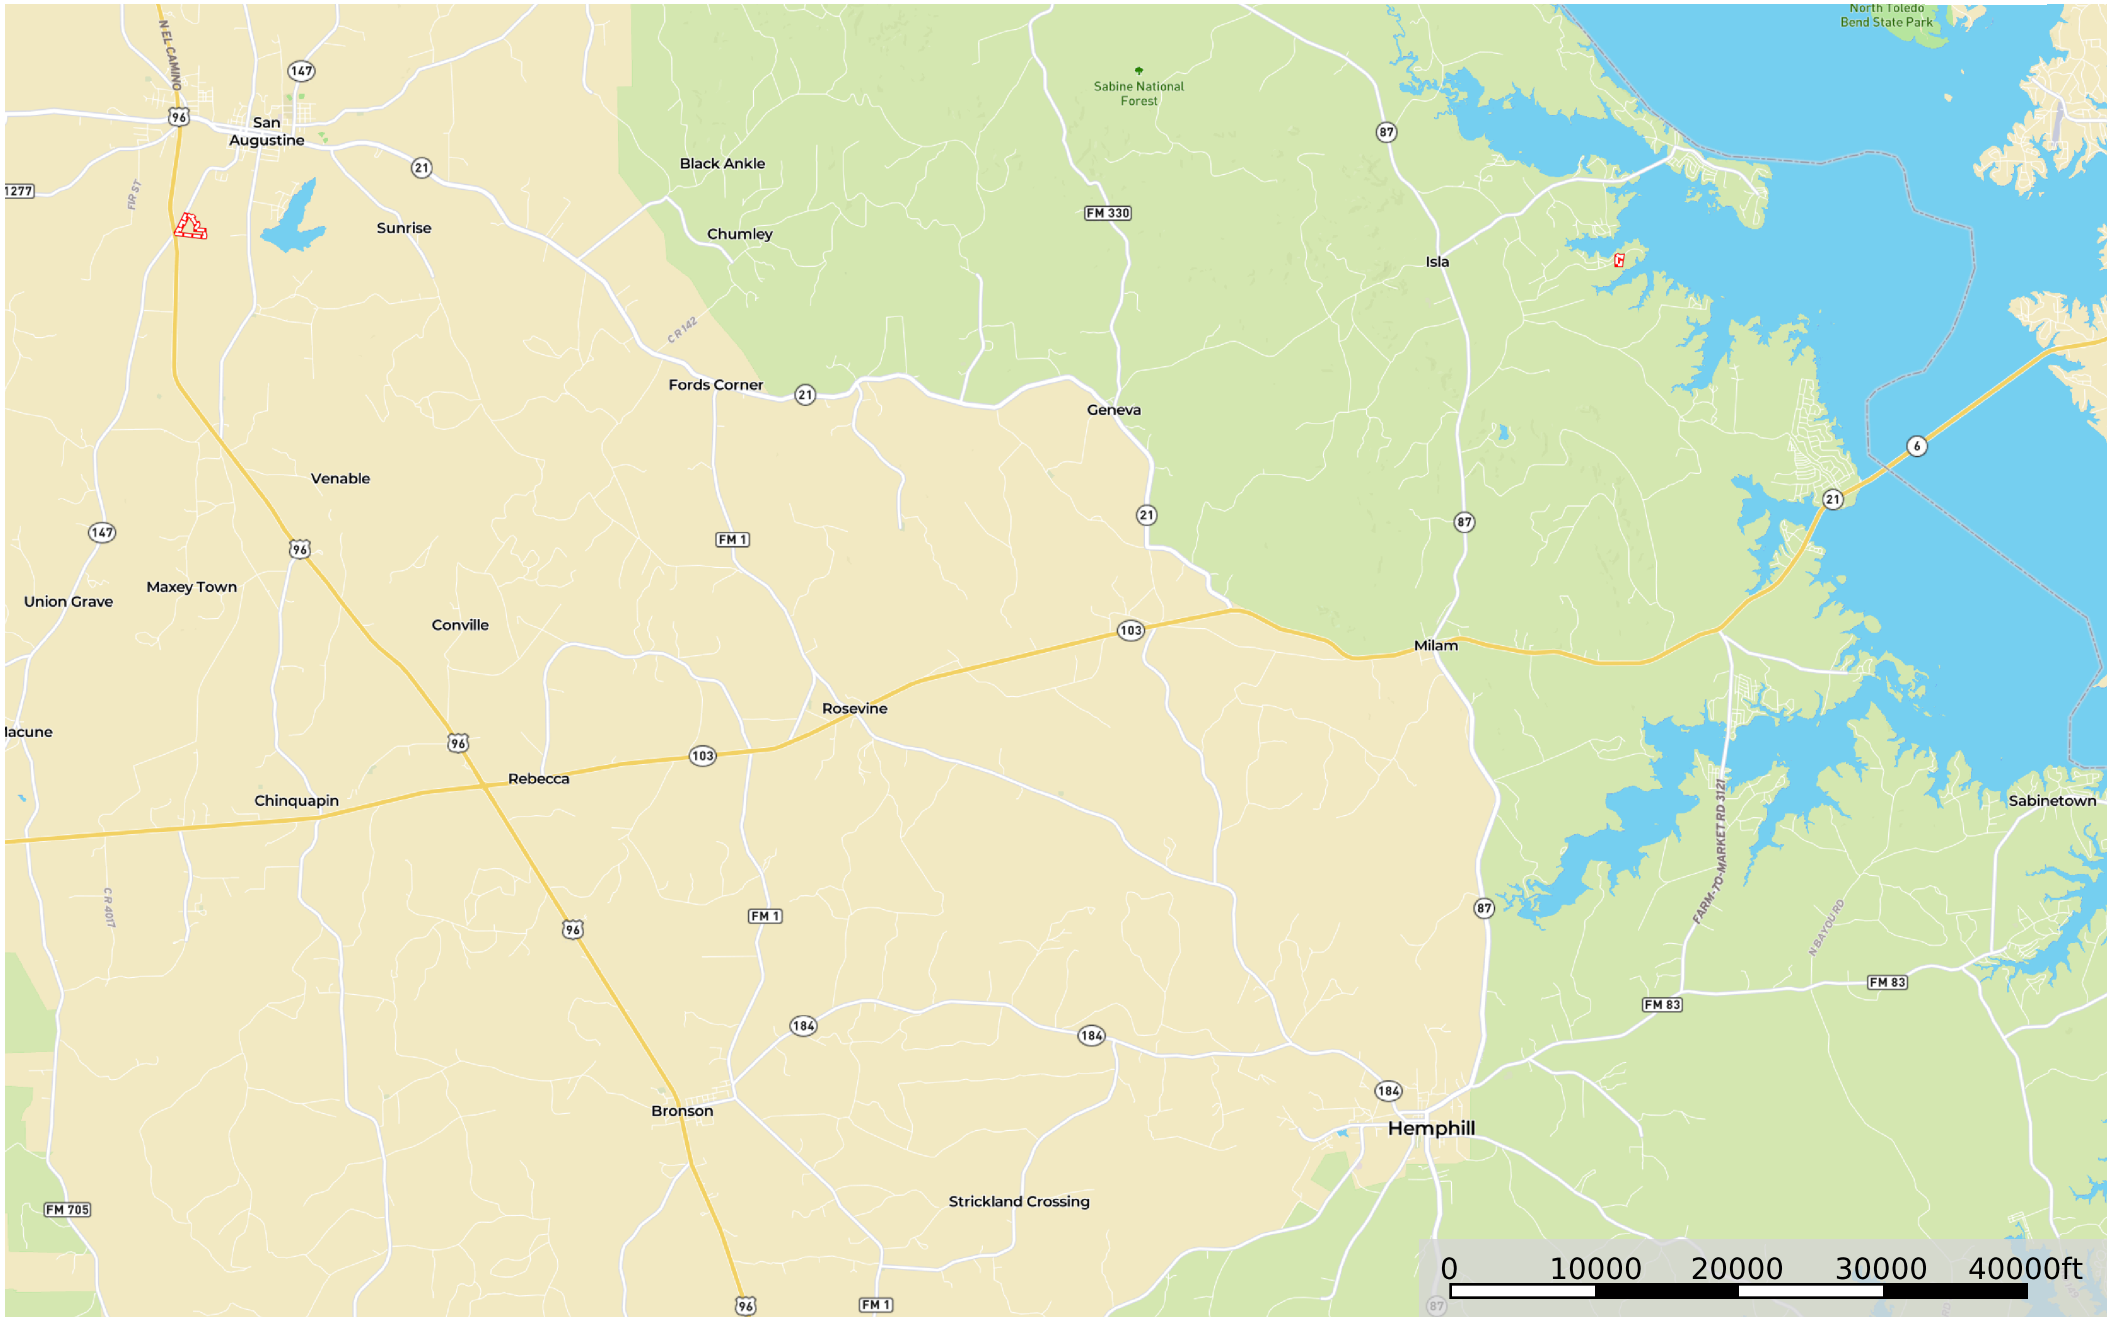 North Toledo
Bend State Park
N EL CAMINO
147
Sabine National
Forest
96
San
Augustine
87
21
Black Ankle
1277
FIR ST
FM 330
Sunrise
Chumley
Isla
C R 142
Fords Corner
21
Geneva
6
Venable
21
21
87
147
FM 1
96
Maxey Town
Union Grave
Conville
103
Milam
Rosevine
lacune
96
103
Rebecca
Chinquapin
Sabinetown
FARM-TO-MARKET RD 3121
C R 4017
FM 1
96
87
N BAYOU RD
FM 83
FM 83
184
184
184
Bronson
Hemphill
Strickland Crossing
FM 705
0 10000 20000 30000 40000ft
96
FM 1
87